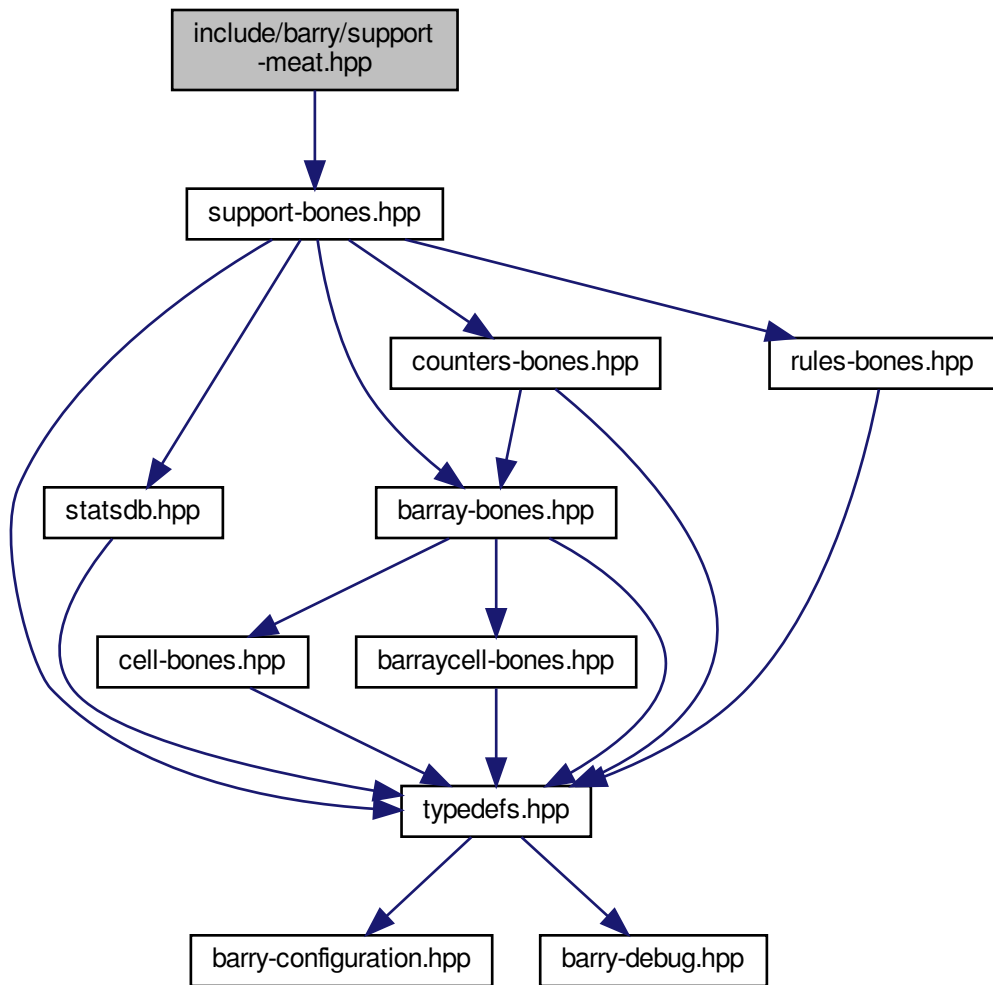 include/barry/support
-meat.hpp
support-bones.hpp
counters-bones.hpp
rules-bones.hpp
statsdb.hpp
barray-bones.hpp
cell-bones.hpp
barraycell-bones.hpp
typedefs.hpp
barry-configuration.hpp
barry-debug.hpp